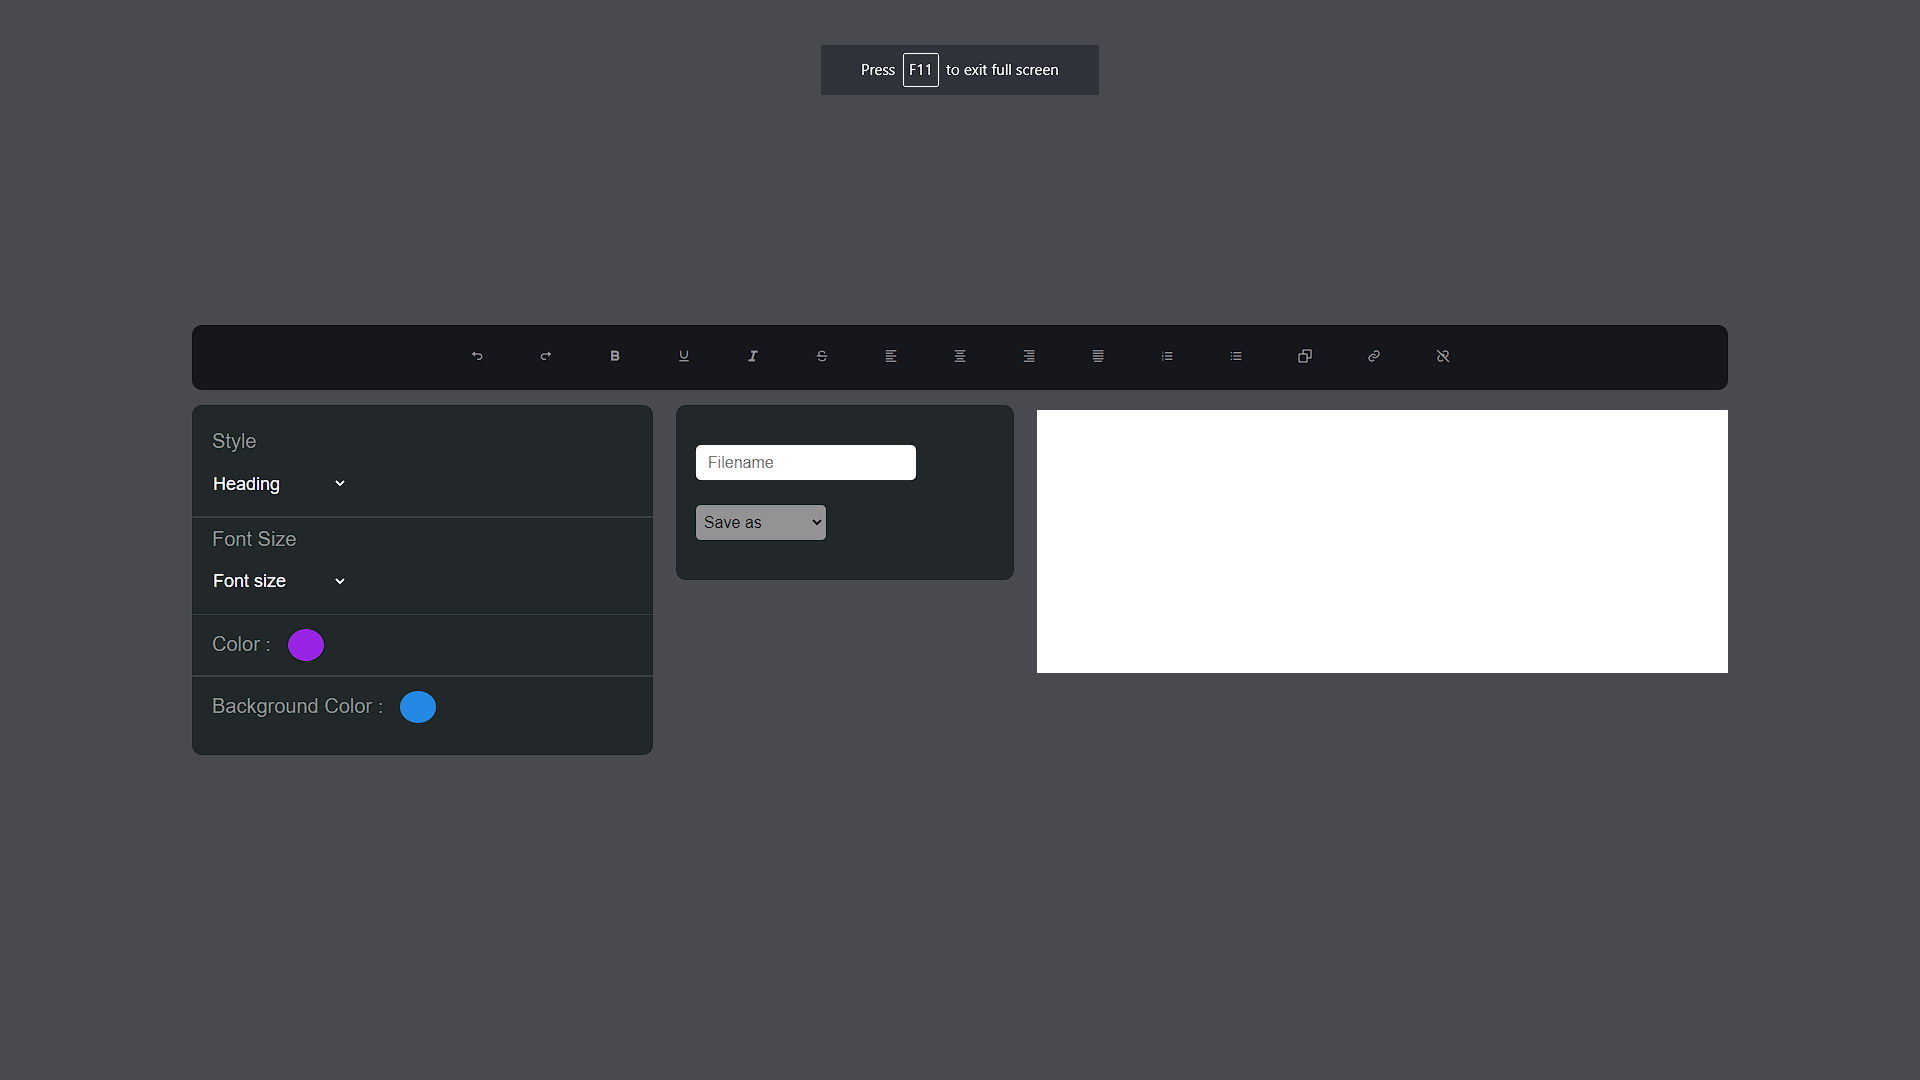 Press F11 to exit full screen
Style
Heading
Font Size
Font size
Color :
Background Color :
Filename
Save as